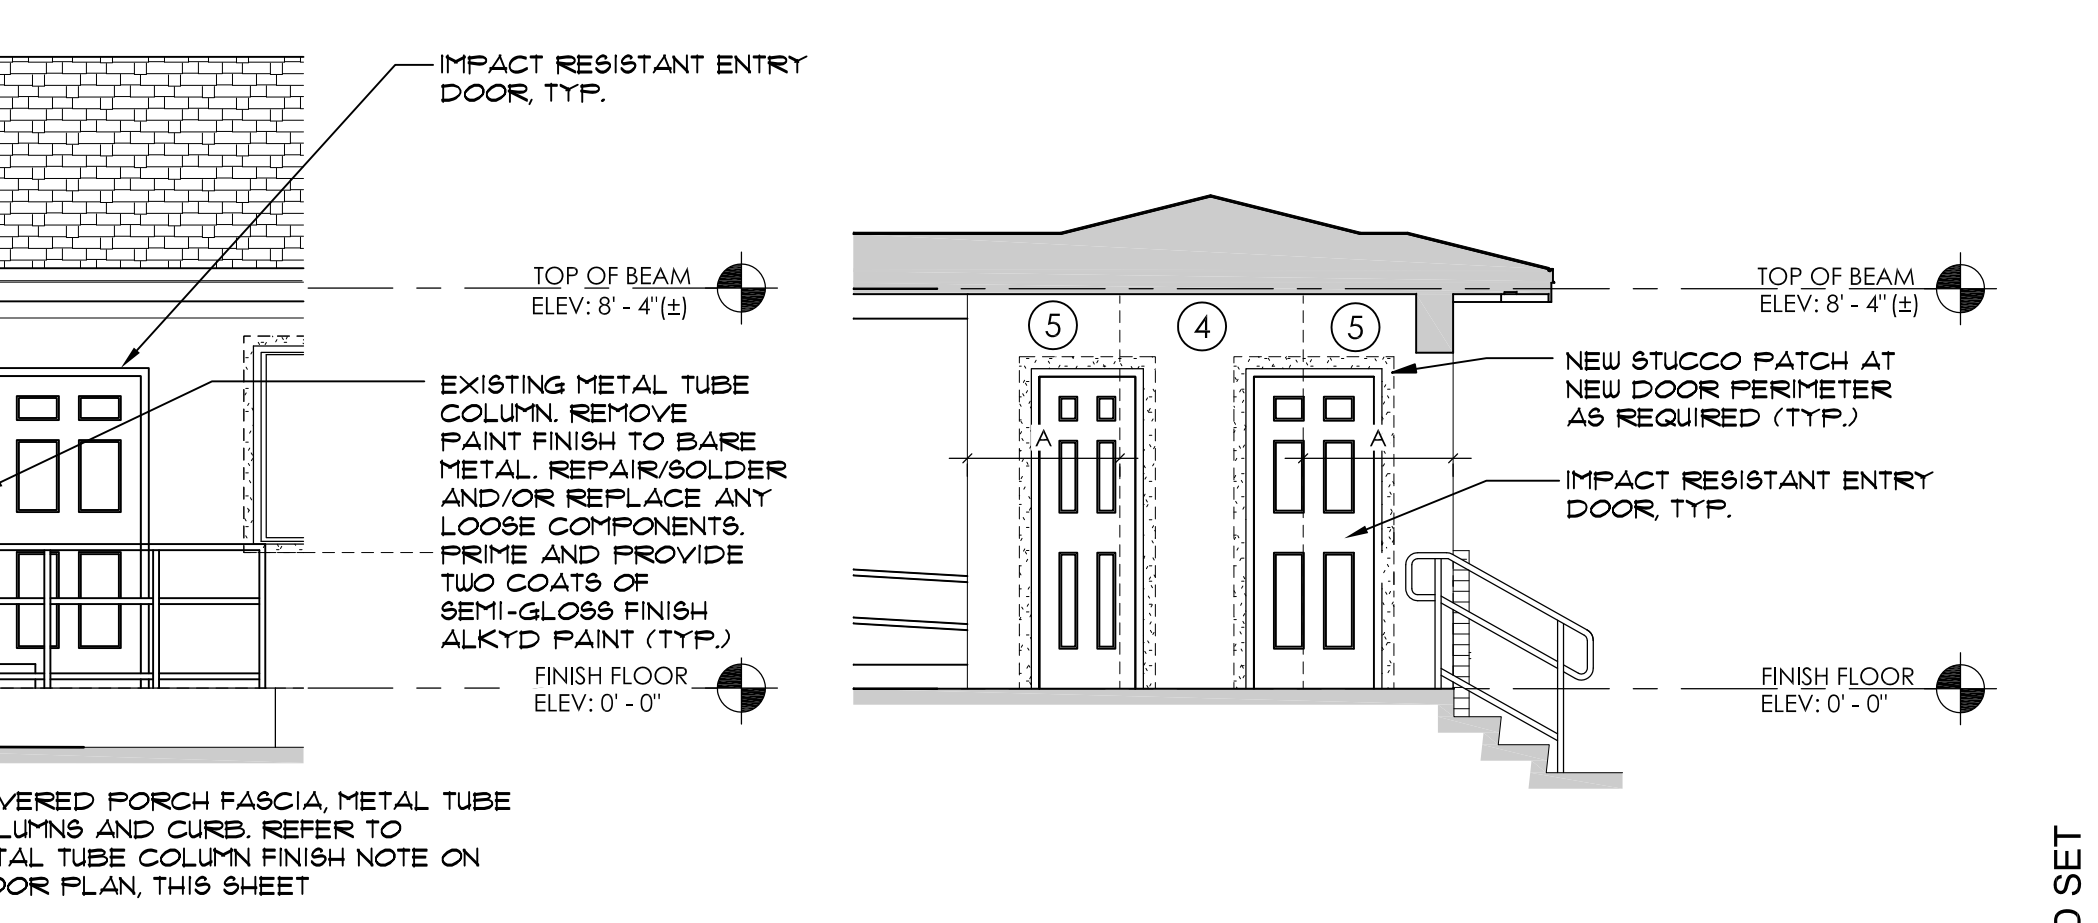 IMPACT RESISTANT ENTRY
DOOR, TYP.
TOP OF BEAM
ELEV: 8' - 4"(±)
EXISTING METAL TUBE
COLUMN. REMOVE
PAINT FINISH TO BARE
METAL. REPAIR/SOLDER
AND/OR REPLACE ANY
LOOSE COMPONENTS.
PRIME AND PROVIDE
TWO COATS OF
SEMI-GLOSS FINISH
ALKYD PAINT (TYP.)
FINISH FLOOR
ELEV: 0' - 0"
VERED PORCH FASCIA, METAL TUBE
LUMNS AND CURB. REFER TO
TAL TUBE COLUMN FINISH NOTE ON
OOR PLAN, THIS SHEET
5
4
5
A
A
TOP OF BEAM
ELEV: 8' - 4"(±)
NEW STUCCO PATCH AT
NEW DOOR PERIMETER
AS REQUIRED (TYP.)
IMPACT RESISTANT ENTRY
DOOR, TYP.
FINISH FLOOR
ELEV: 0' - 0"
SET